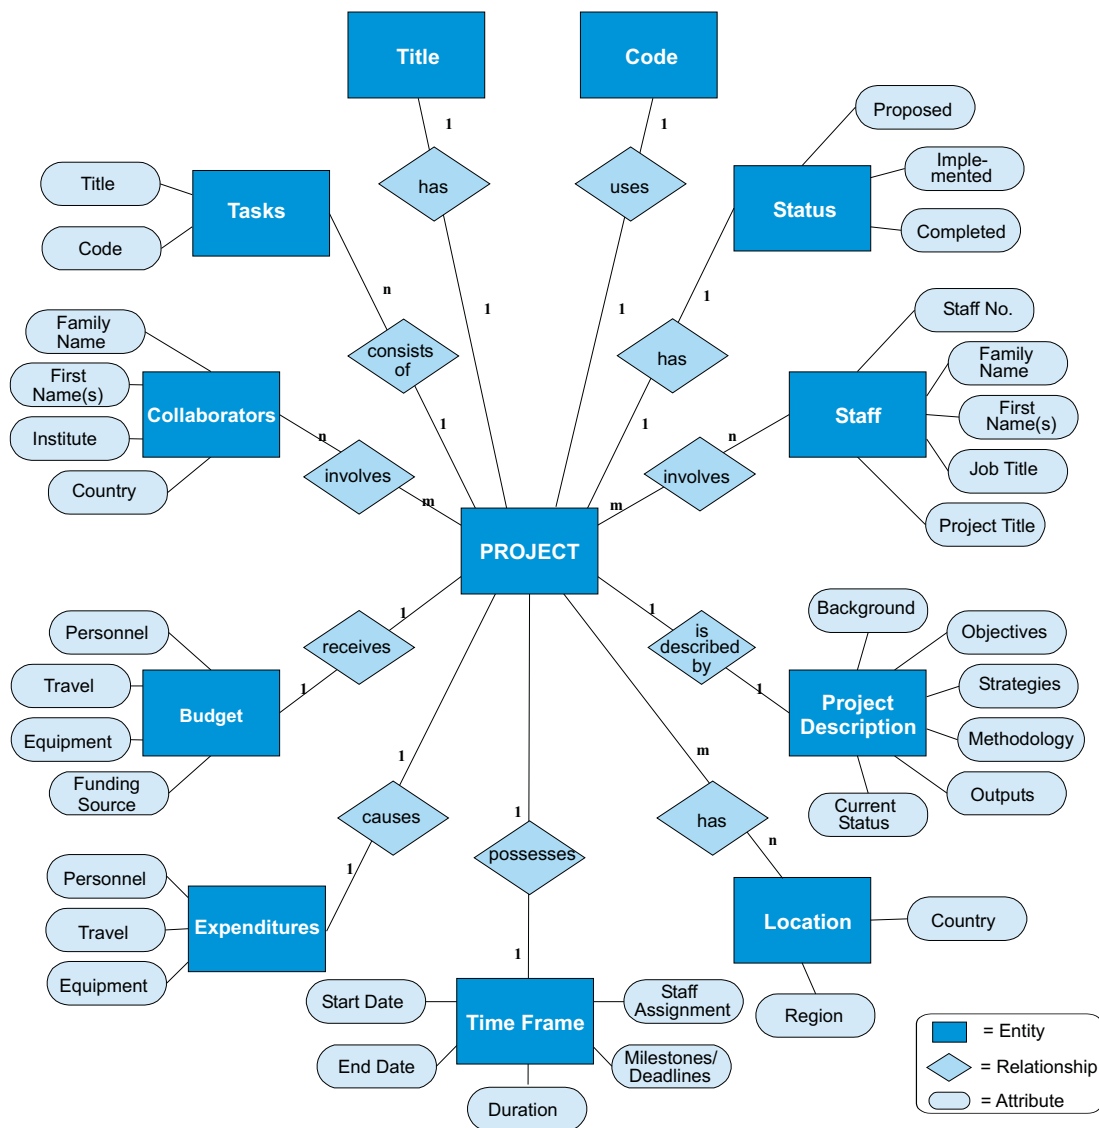 Title
Code
1
1
Proposed
Imple-
mented
Completed
Status
has
uses
Title
Code
Tasks
n
1
1
1
consists
of
has
1
1
Family
Name
First
Name(s)
Institute
Country
Collaborators
n
involves
m
Staff No.
Family
Name
First
Name(s)
Job Title
Project Title
Staff
n
involves
m
PROJECT
Personnel
Travel
Equipment
Funding
Source
Budget
1
receives
1
1
is
described
by
1
Background
Objectives
Strategies
Methodology
Outputs
Current
Status
Project
Description
1
causes
1
Personnel
Travel
Equipment
Expenditures
1
possesses
1
m
has
n
Location
Country
Region
Start Date
End Date
Duration
Staff
Assignment
Milestones/
Deadlines
Time Frame
= Entity
= Relationship
= Attribute